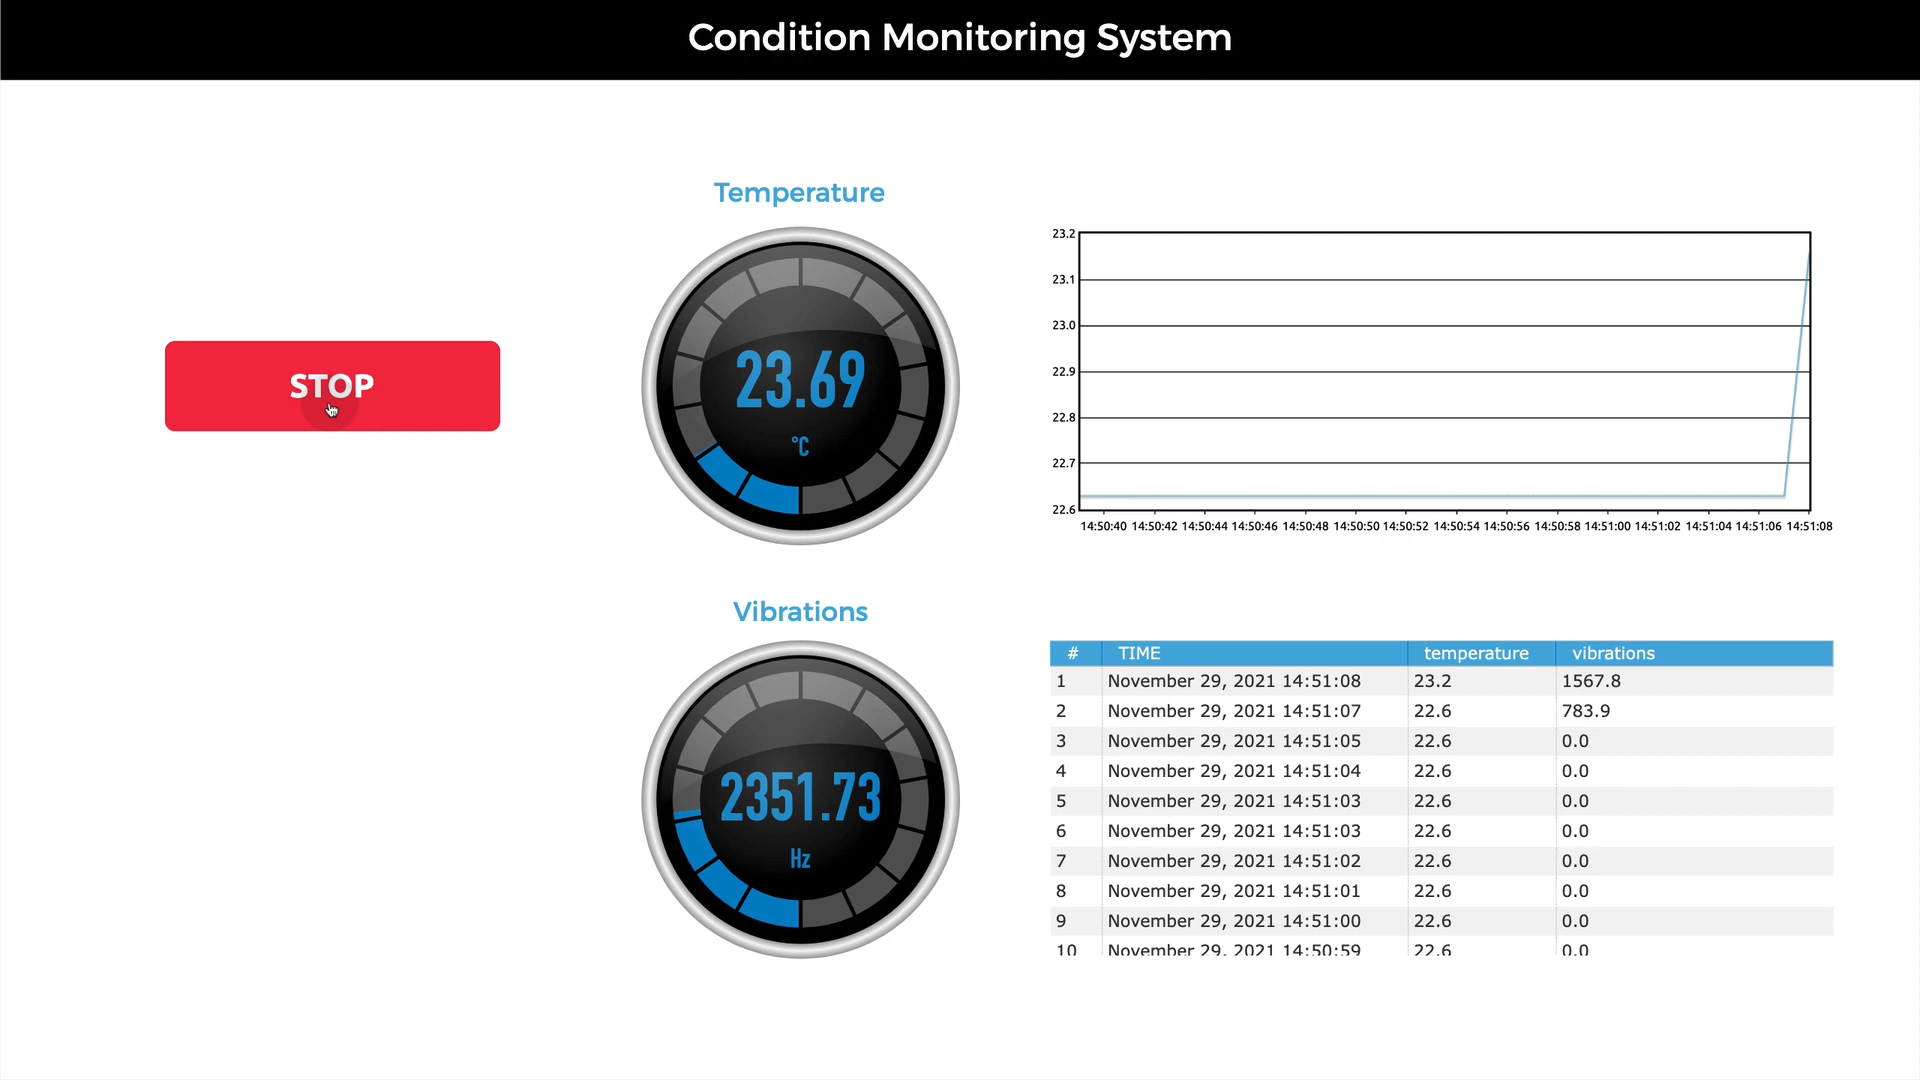 Condition Monitoring System
STOP
Temperature
23.69
°C
23.2
23.1
23.0
22.9
22.8
22.7
22.6
14:50:40 14:50:42 14:50:44 14:50:46 14:50:48 14:50:50 14:50:52 14:50:54 14:50:56 14:50:58 14:51:00 14:51:02 14:51:04 14:51:06 14:51:08
Vibrations
2351.73
Hz
# TIME temperature vibrations
1 November 29, 2021 14:51:08 23.2 1567.8
2 November 29, 2021 14:51:07 22.6 783.9
3 November 29, 2021 14:51:05 22.6 0.0
4 November 29, 2021 14:51:04 22.6 0.0
5 November 29, 2021 14:51:03 22.6 0.0
6 November 29, 2021 14:51:03 22.6 0.0
7 November 29, 2021 14:51:02 22.6 0.0
8 November 29, 2021 14:51:01 22.6 0.0
9 November 29, 2021 14:51:00 22.6 0.0
10 November 29, 2021 14:50:59 22.6 0.0